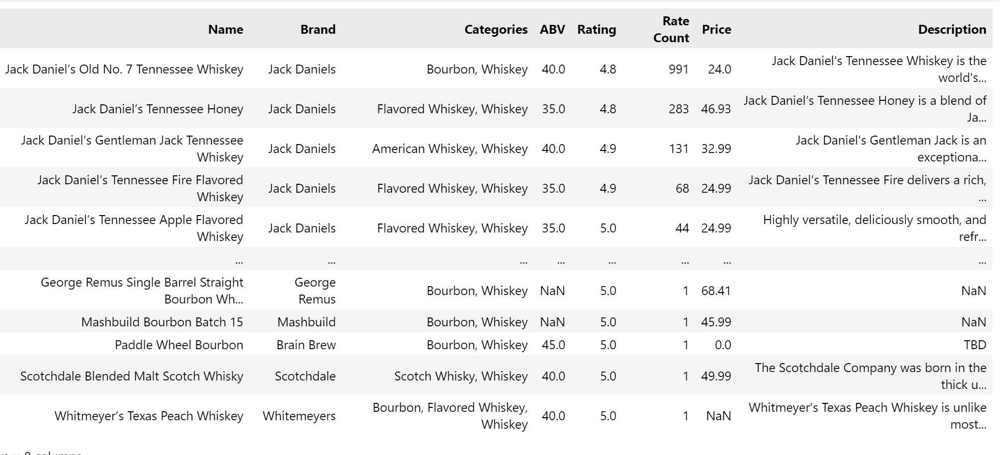 Name Brand Categories ABV Rating Rate Count Price Description
Jack Daniel’s Old No. 7 Tennessee Whiskey Jack Daniels Bourbon, Whiskey 40.0 4.8 991 24.0 Jack Daniel's Tennessee Whiskey is the world's...
Jack Daniel’s Tennessee Honey Jack Daniels Flavored Whiskey, Whiskey 35.0 4.8 283 46.93 Jack Daniel’s Tennessee Honey is a blend of Ja...
Jack Daniel’s Gentleman Jack Tennessee Whiskey Jack Daniels American Whiskey, Whiskey 40.0 4.9 131 32.99 Jack Daniel's Gentleman Jack is an exceptiona...
Jack Daniel’s Tennessee Fire Flavored Whiskey Jack Daniels Flavored Whiskey, Whiskey 35.0 4.9 68 24.99 Jack Daniel’s Tennessee Fire delivers a rich, ...
Jack Daniel’s Tennessee Apple Flavored Whiskey Jack Daniels Flavored Whiskey, Whiskey 35.0 5.0 44 24.99 Highly versatile, deliciously smooth, and refr...
... ... ... ... ... ... ... ...
George Remus Single Barrel Straight Bourbon Wh... George Remus Bourbon, Whiskey NaN 5.0 1 68.41 NaN
Mashbuild Bourbon Batch 15 Mashbuild Bourbon, Whiskey NaN 5.0 1 45.99 NaN
Paddle Wheel Bourbon Brain Brew Bourbon, Whiskey 45.0 5.0 1 0.0 TBD
Scotchdale Blended Malt Scotch Whisky Scotchdale Scotch Whisky, Whiskey 40.0 5.0 1 49.99 The Scotchdale Company was born in the thick u...
Whitmeyer’s Texas Peach Whiskey Whitemeyers Bourbon, Flavored Whiskey, Whiskey 40.0 5.0 1 NaN Whitmeyer's Texas Peach Whiskey is unlike most...
8 columns